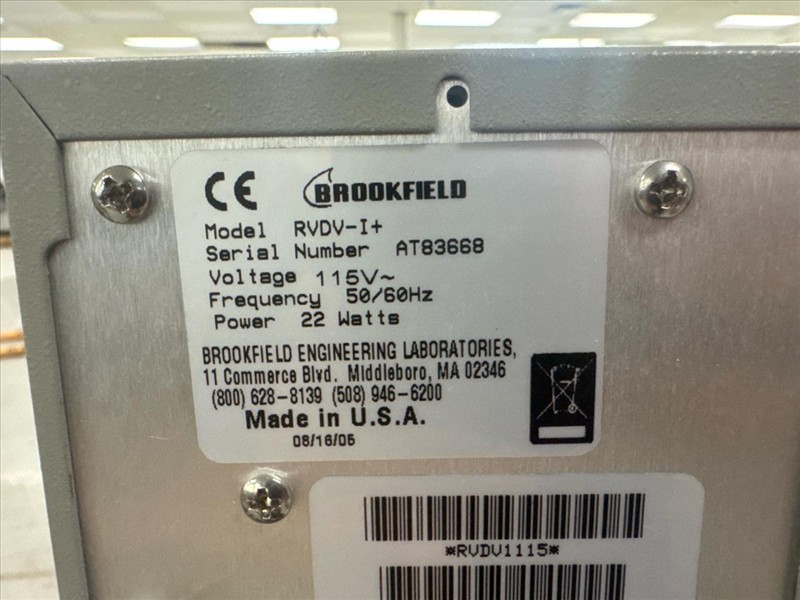 CE BROOKFIELD
Model RVDV-I+
Serial Number AT83668
Voltage 115V~
Frequency 50/60Hz
Power 22 Watts
BROOKFIELD ENGINEERING LABORATORIES,
11 Commerce Blvd. Middleboro, MA 02346
(800) 628-8139 (508) 946-6200
Made in U.S.A.
08/16/05
*RVDV1115*